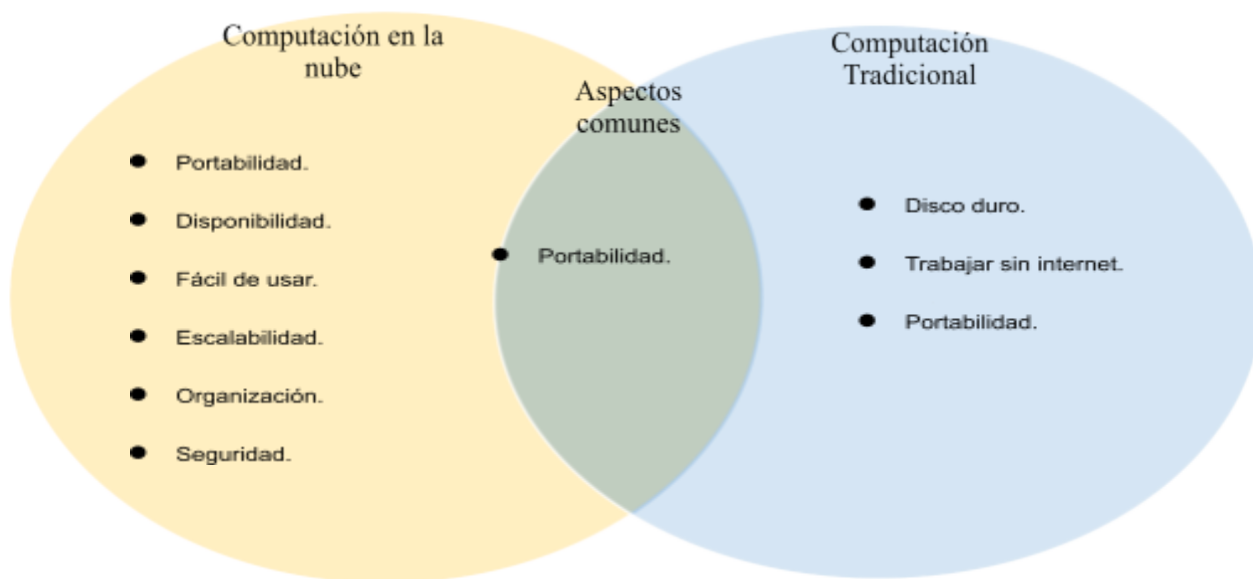 Computación en la
nube
● Portabilidad.
● Disponibilidad.
● Fácil de usar.
● Escalabilidad.
● Organización.
● Seguridad.
Aspectos
comunes
● Portabilidad.
Computación
Tradicional
● Disco duro.
● Trabajar sin internet.
● Portabilidad.